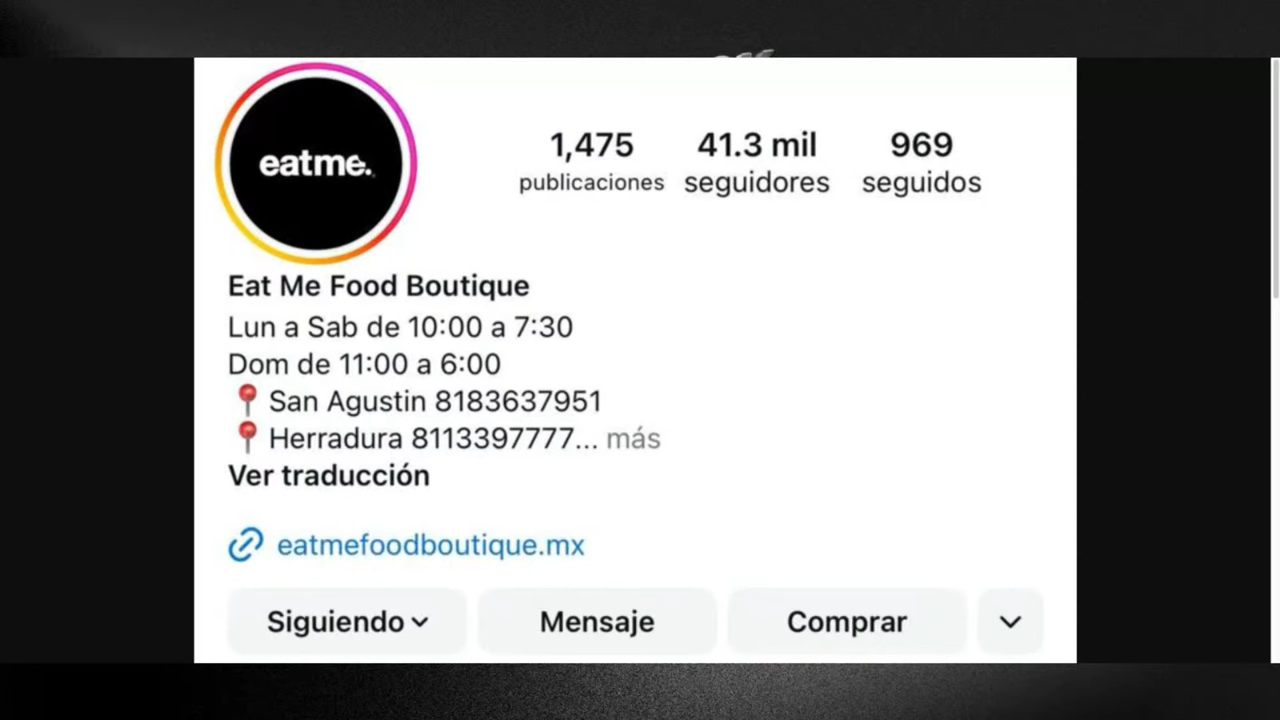 eatme.
1,475 41.3 mil 969
publicaciones seguidores seguidos
Eat Me Food Boutique
Lun a Sab de 10:00 a 7:30
Dom de 11:00 a 6:00
📍 San Agustin 8183637951
📍 Herradura 8113397777... más
Ver traducción
eatmefoodboutique.mx
Siguiendo Mensaje Comprar